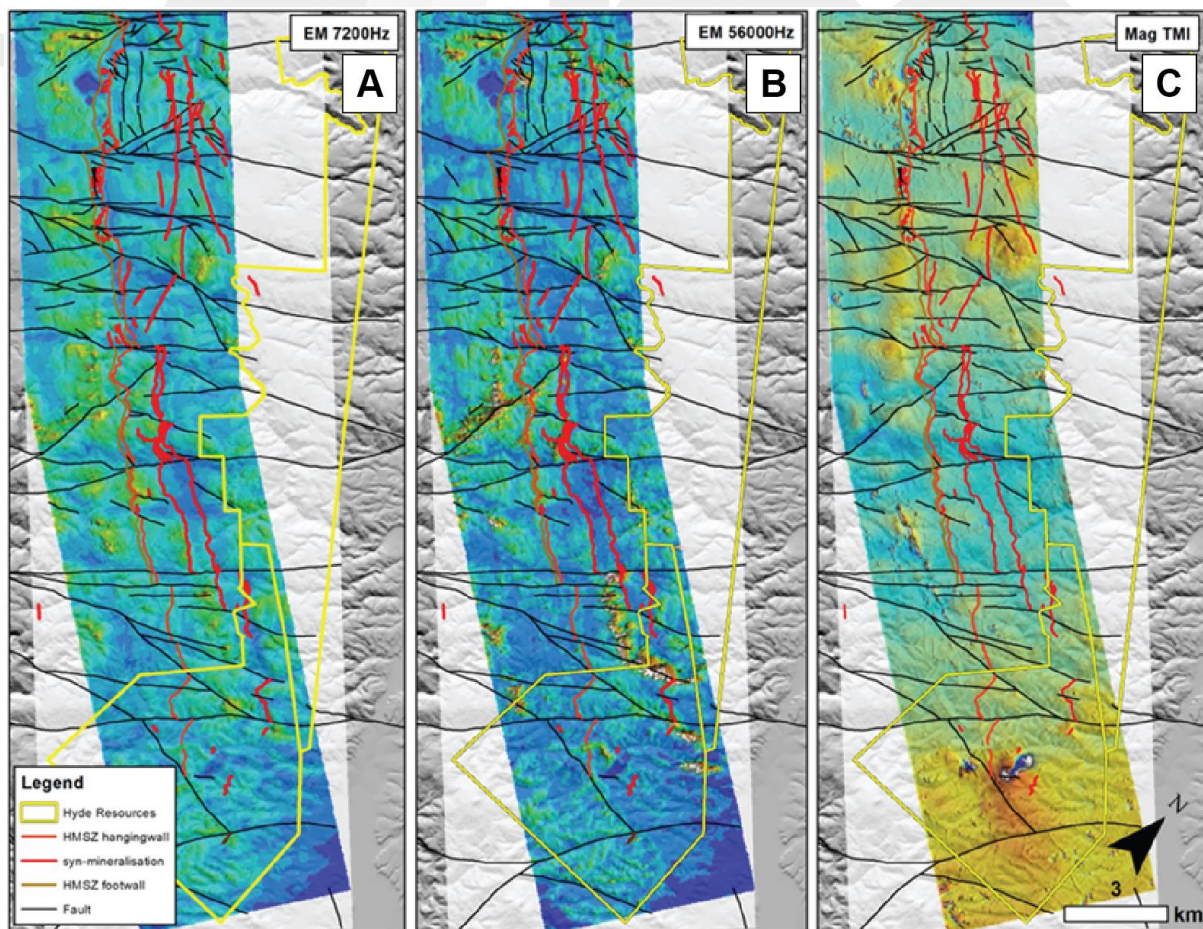 EM 7200Hz
A
EM 56000Hz
B
Mag TMI
C
Legend
Hyde Resources
HMSZ hangingwall
syn-mineralisation
HMSZ footwall
Fault
N
3
km